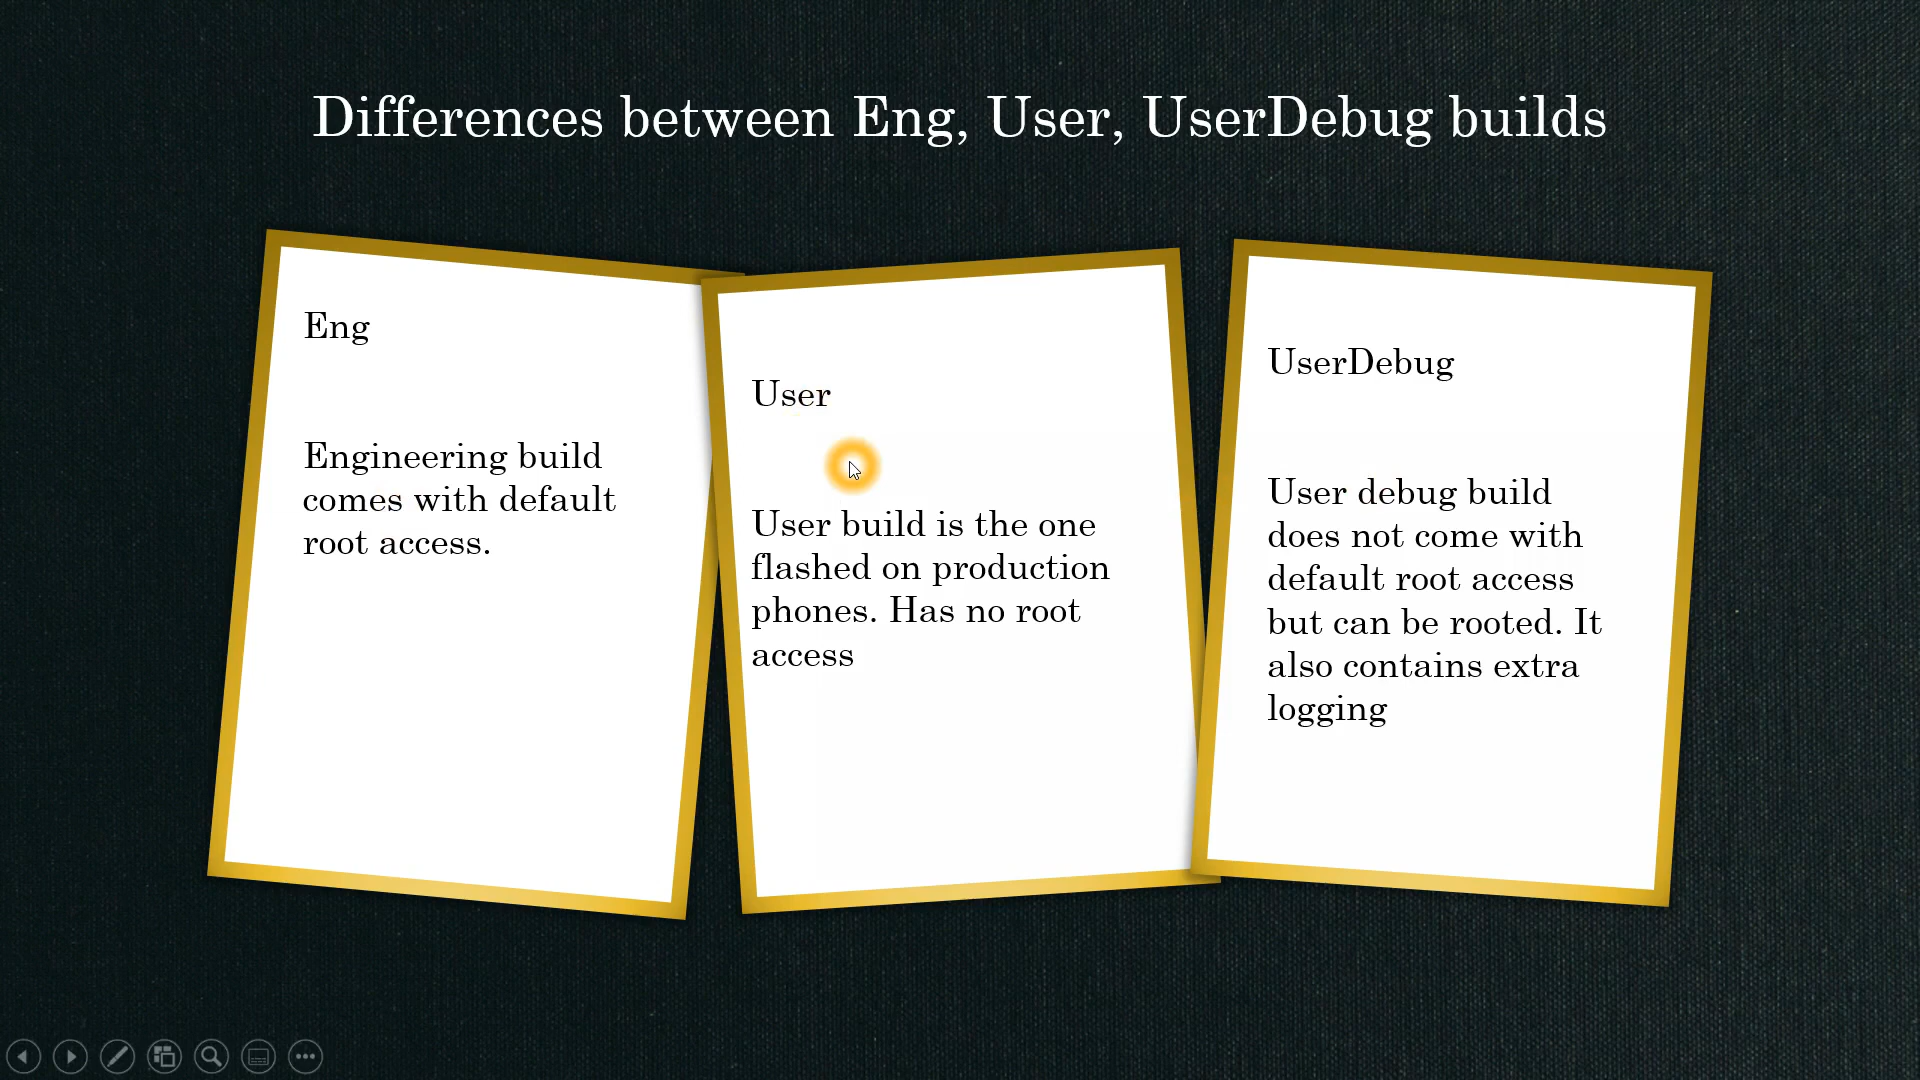 Differences between Eng, User, UserDebug builds
Eng
Engineering build
comes with default
root access.
User
User build is the one
flashed on production
phones. Has no root
access
UserDebug
User debug build
does not come with
default root access
but can be rooted. It
also contains extra
logging